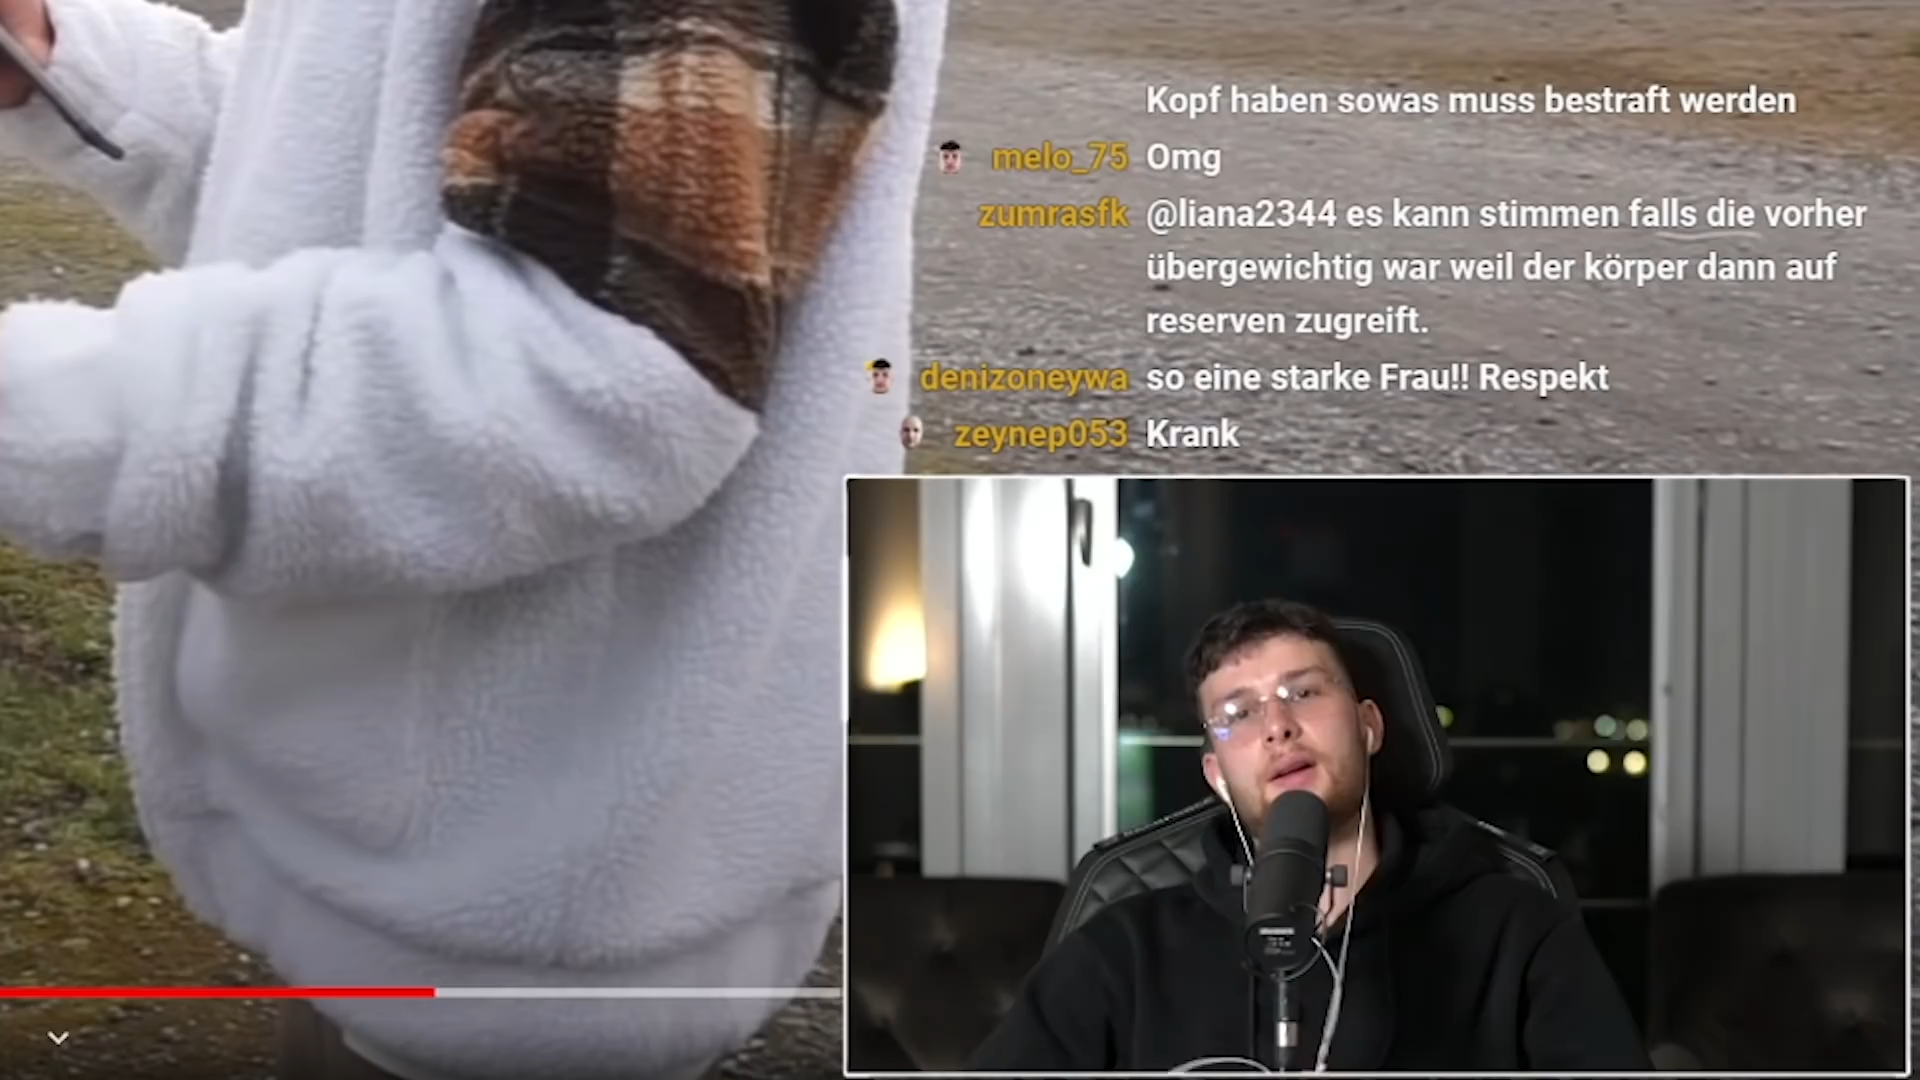 Kopf haben sowas muss bestraft werden
melo_75 Omg
zumrasfk @liana2344 es kann stimmen falls die vorher
übergewichtig war weil der körper dann auf
reserven zugreift.
denizoneywa so eine starke Frau!! Respekt
zeynep053 Krank